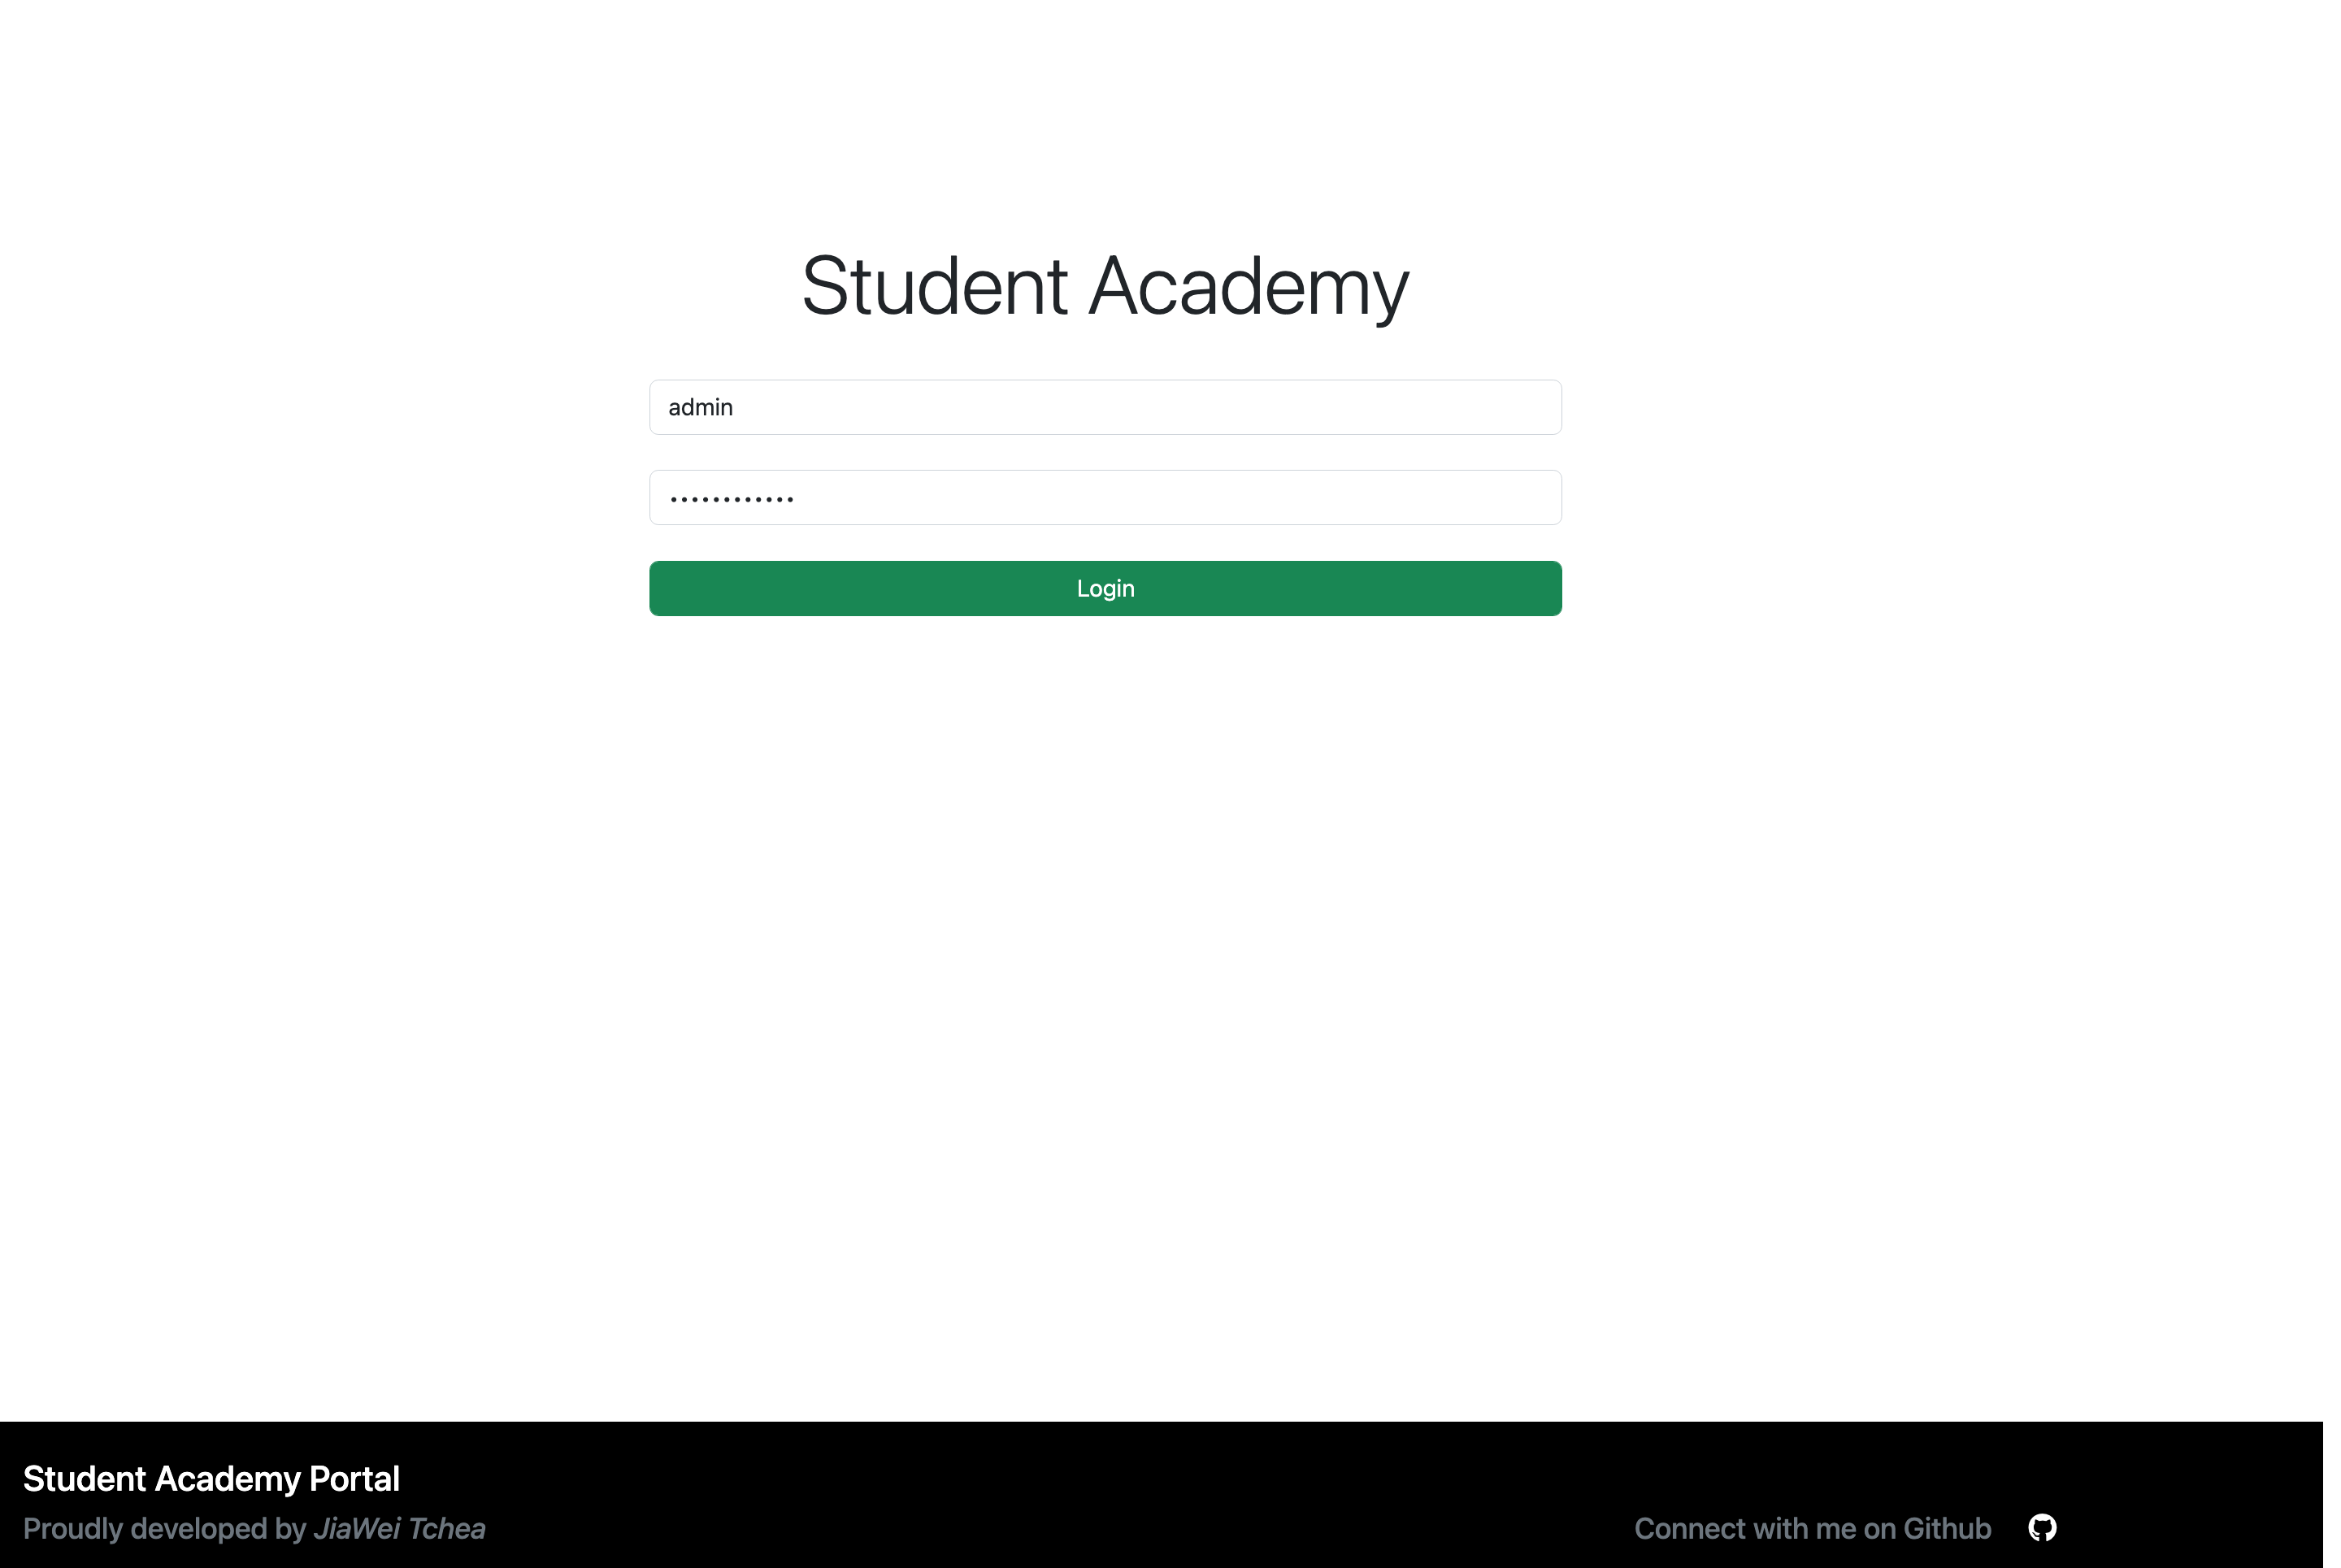 Student Academy
admin
••••••••••••
Login
Student Academy Portal
Proudly developed by JiaWei Tchea
Connect with me on Github